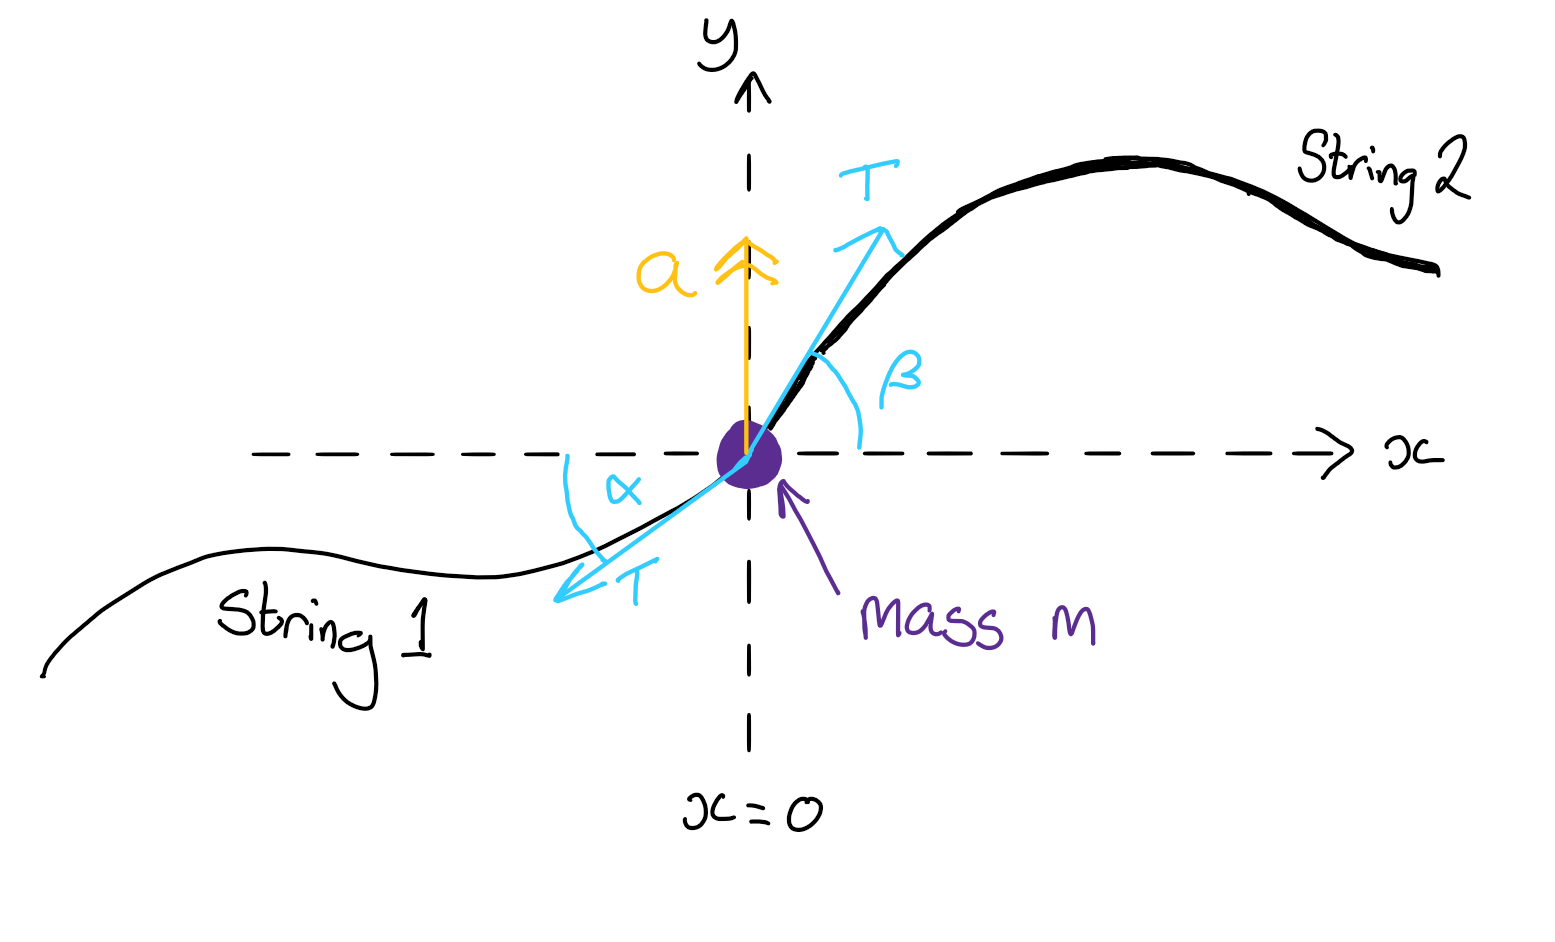 y
String 2
T
a
β
x
α
T
String 1
mass m
x=0